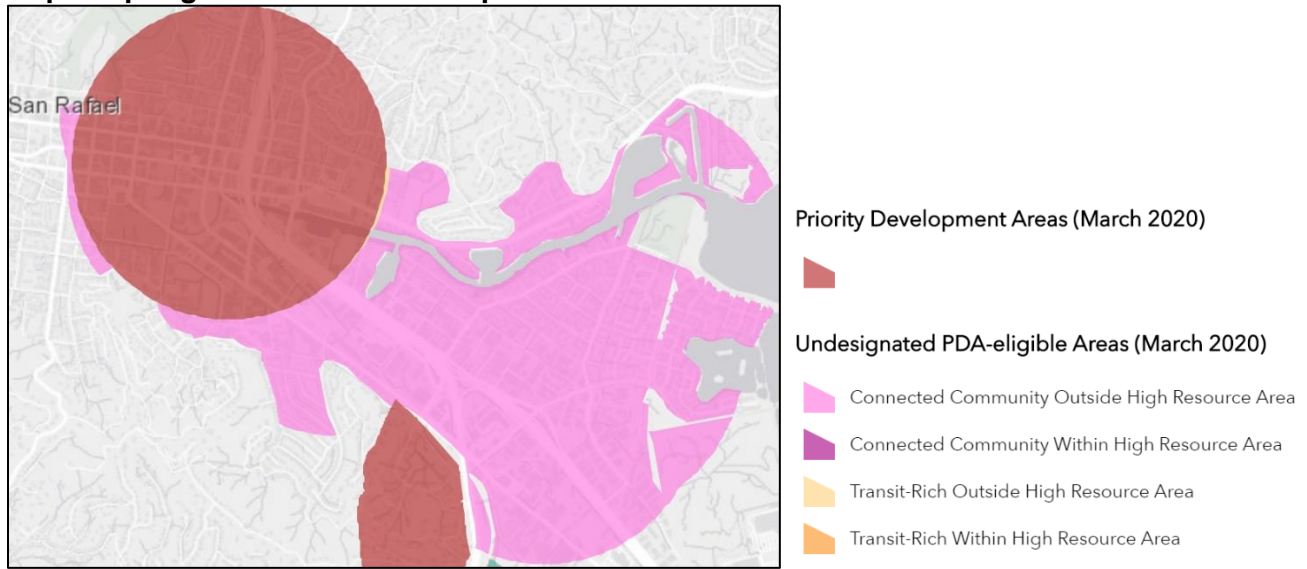 San Rafael
Priority Development Areas (March 2020)
Undesignated PDA-eligible Areas (March 2020)
Connected Community Outside High Resource Area
Connected Community Within High Resource Area
Transit-Rich Outside High Resource Area
Transit-Rich Within High Resource Area